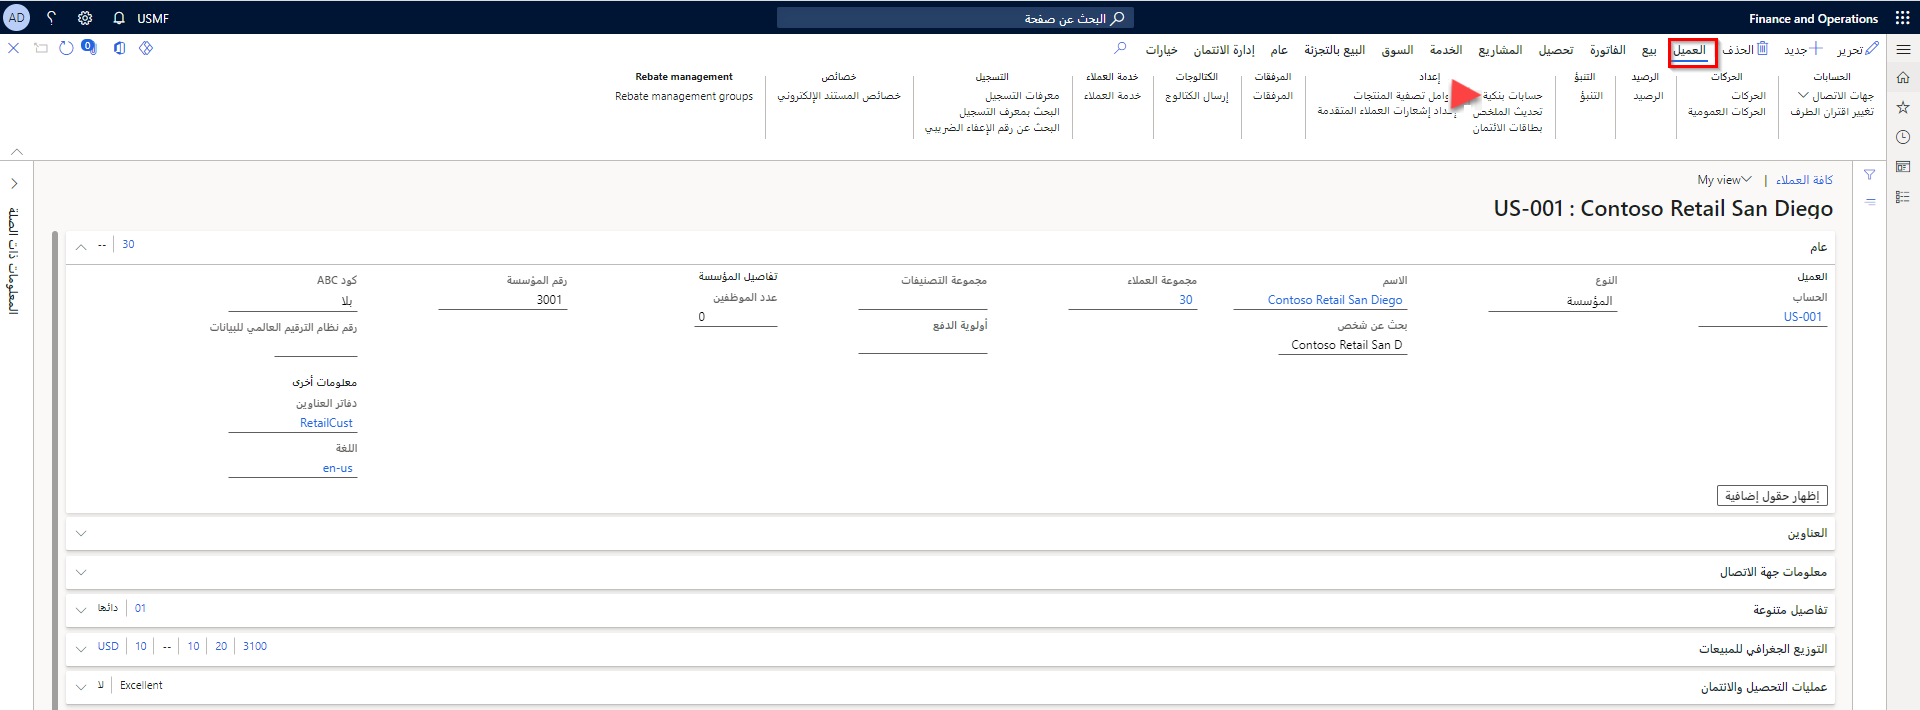 Finance and Operations
البحث عن صفحة
USMF
؟
AD
تحرير
جديد
الحذف
العميل
بيع
الفاتورة
تحصيل
المشاريع
الخدمة
السوق
البيع بالتجزئة
عام
إدارة الائتمان
خيارات
0
الحسابات
جهات الاتصال
تغيير اقتران الطرف
الحركات
الحركات
الحركات العمومية
الرصيد
الرصيد
التنبؤ
التنبؤ
إعداد
حسابات بنكية
تحديث الملخص
بطاقات الائتمان
وامل تصفية المنتجات
عداد إشعارات العملاء المتقدمة
المرفقات
المرفقات
الكتالوجات
إرسال الكتالوج
خدمة العملاء
خدمة العملاء
التسجيل
معرفات التسجيل
البحث بمعرف التسجيل
البحث عن رقم الإعفاء الضريبي
خصائص
خصائص المستند الإلكتروني
Rebate management
Rebate management groups
كافة العملاء | My view
US-001 : Contoso Retail San Diego
المعلومات ذات الصلة
عام
30
--
العميل
الحساب
US-001
النوع
المؤسسة
الاسم
Contoso Retail San Diego
بحث عن شخص
Contoso Retail San D
مجموعة العملاء
30
مجموعة التصنيفات
أولوية الدفع
تفاصيل المؤسسة
عدد الموظفين
0
رقم المؤسسة
3001
كود ABC
بلا
رقم نظام الترقيم العالمي للبيانات
معلومات أخرى
دفاتر العناوين
RetailCust
اللغة
en-us
إظهار حقول إضافية
العناوين
معلومات جهة الاتصال
تفاصيل متنوعة
01
دائما
التوزيع الجغرافي للمبيعات
3100
20
10
--
10
USD
عمليات التحصيل والائتمان
Excellent
لا